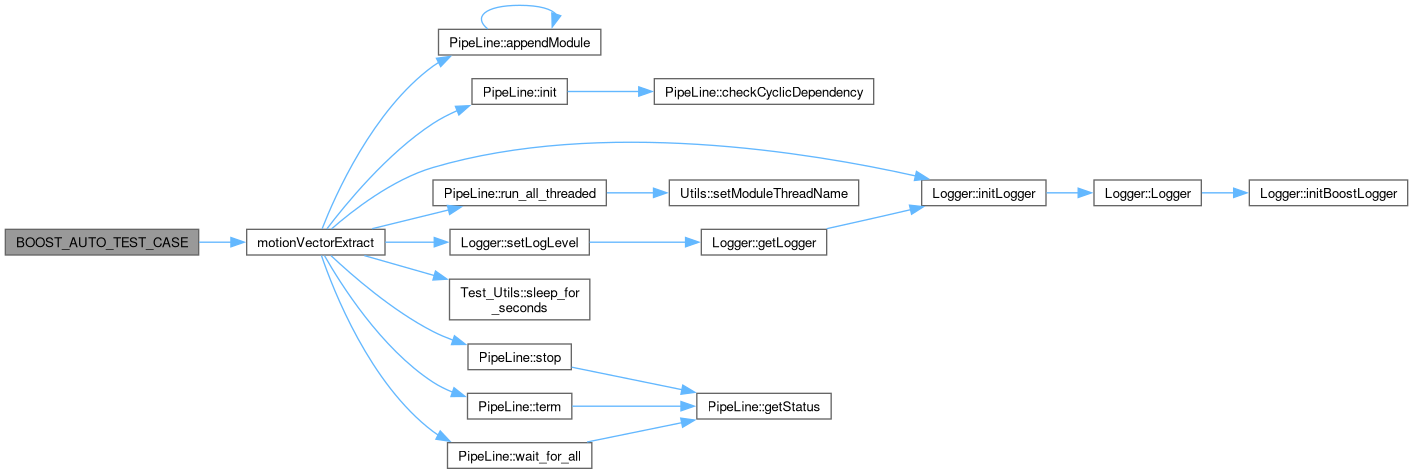 PipeLine::appendModule
PipeLine::init
PipeLine::checkCyclicDependency
PipeLine::run_all_threaded
Utils::setModuleThreadName
Logger::initLogger
Logger::Logger
Logger::initBoostLogger
BOOST_AUTO_TEST_CASE
motionVectorExtract
Logger::setLogLevel
Logger::getLogger
Test_Utils::sleep_for
_seconds
PipeLine::stop
PipeLine::term
PipeLine::getStatus
PipeLine::wait_for_all